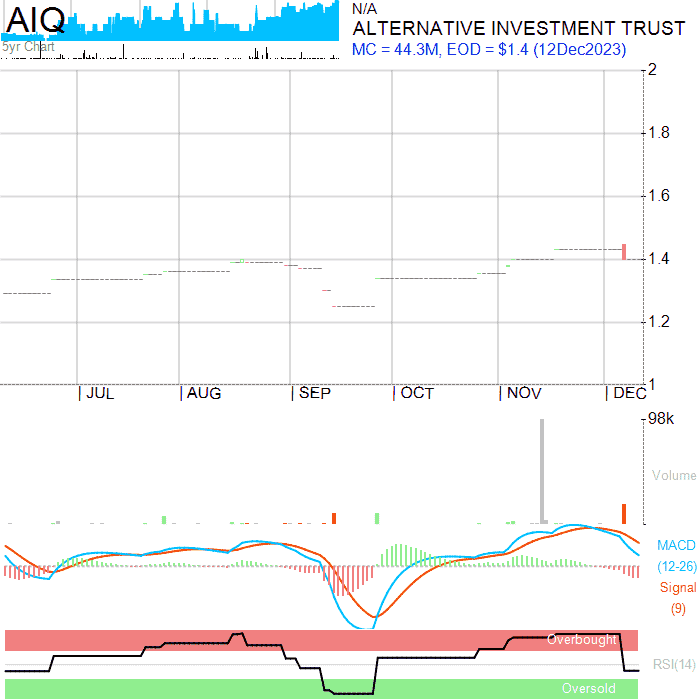 AIQ
5yr Chart
N/A
ALTERNATIVE INVESTMENT TRUST
MC = 44.3M, EOD = $1.4 (12Dec2023)
2
1.8
1.6
1.4
1.2
1
JUL AUG SEP OCT NOV DEC
98k
Volume
MACD
(12-26)
Signal
(9)
Overbought
RSI(14)
Oversold